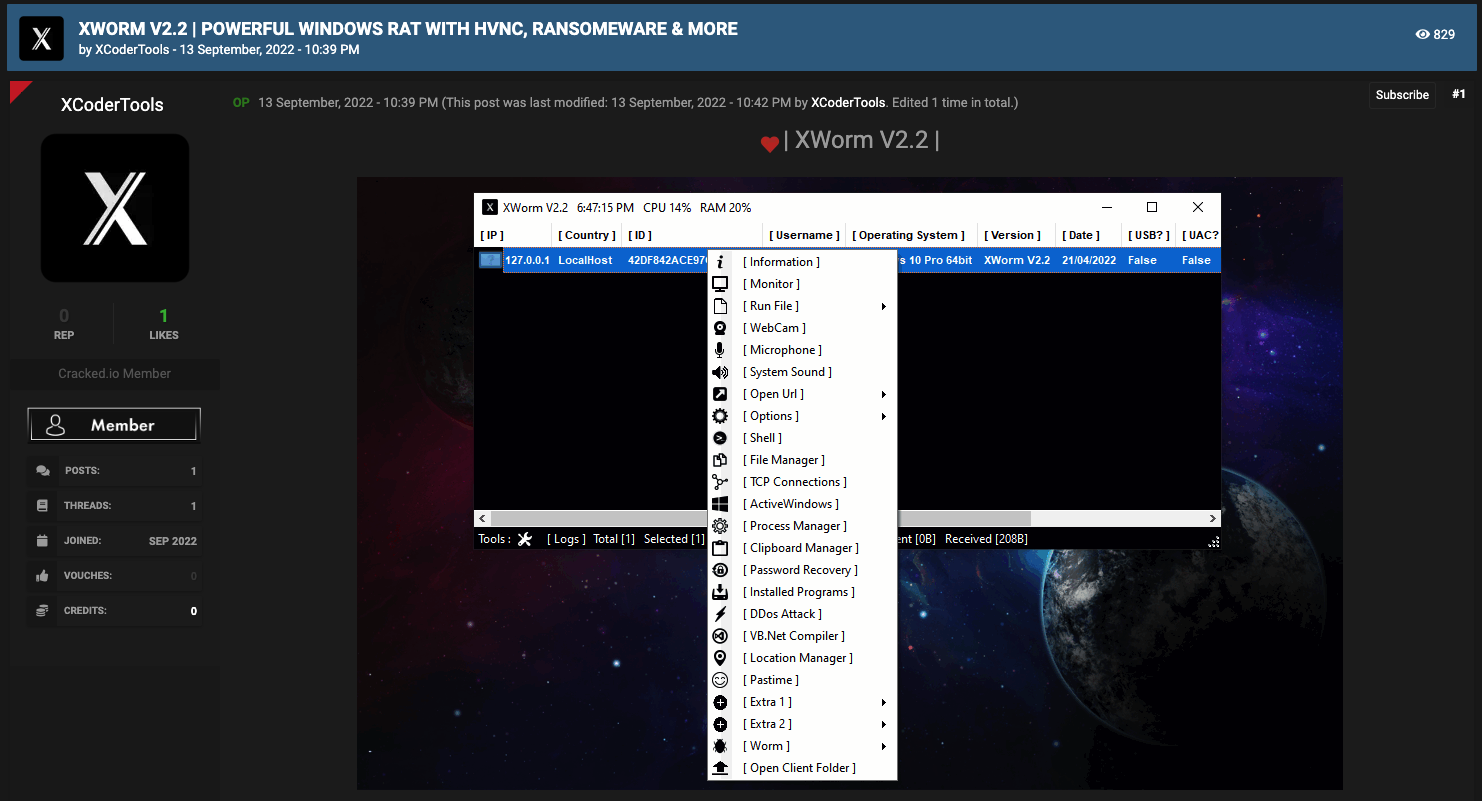 XWORM V2.2 | POWERFUL WINDOWS RAT WITH HVNC, RANSOMEWARE & MORE
by XCoderTools - 13 September, 2022 - 10:39 PM
829
XCoderTools
OP 13 September, 2022 - 10:39 PM (This post was last modified: 13 September, 2022 - 10:42 PM by XCoderTools. Edited 1 time in total.)
Subscribe
#1
| XWorm V2.2 |
0
REP
1
LIKES
Cracked.io Member
Member
POSTS: 1
THREADS: 1
JOINED: SEP 2022
VOUCHES: 0
CREDITS: 0
XWorm V2.2 6:47:15 PM CPU 14% RAM 20%
[ IP ] [ Country ] [ ID ] [ Username ] [ Operating System ] [ Version ] [ Date ] [ USB? ] [ UAC?
127.0.0.1 LocalHost 42DF842ACE97 s 10 Pro 64bit XWorm V2.2 21/04/2022 False False
[ Information ]
[ Monitor ]
[ Run File ]
[ WebCam ]
[ Microphone ]
[ System Sound ]
[ Open Url ]
[ Options ]
[ Shell ]
[ File Manager ]
[ TCP Connections ]
[ ActiveWindows ]
[ Process Manager ]
[ Clipboard Manager ]
[ Password Recovery ]
[ Installed Programs ]
[ DDos Attack ]
[ VB.Net Compiler ]
[ Location Manager ]
[ Pastime ]
[ Extra 1 ]
[ Extra 2 ]
[ Worm ]
[ Open Client Folder ]
Tools : [ Logs ] Total [1] Selected [1] ent [0B] Received [208B]